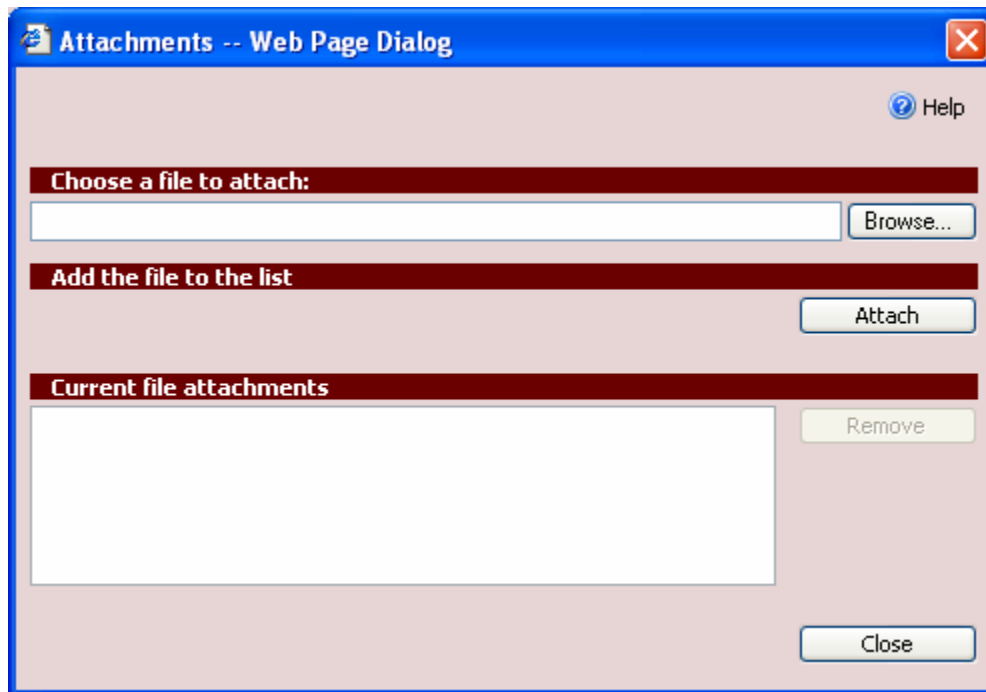 Attachments -- Web Page Dialog
Help
Choose a file to attach:
Browse...
Add the file to the list
Attach
Current file attachments
Remove
Close